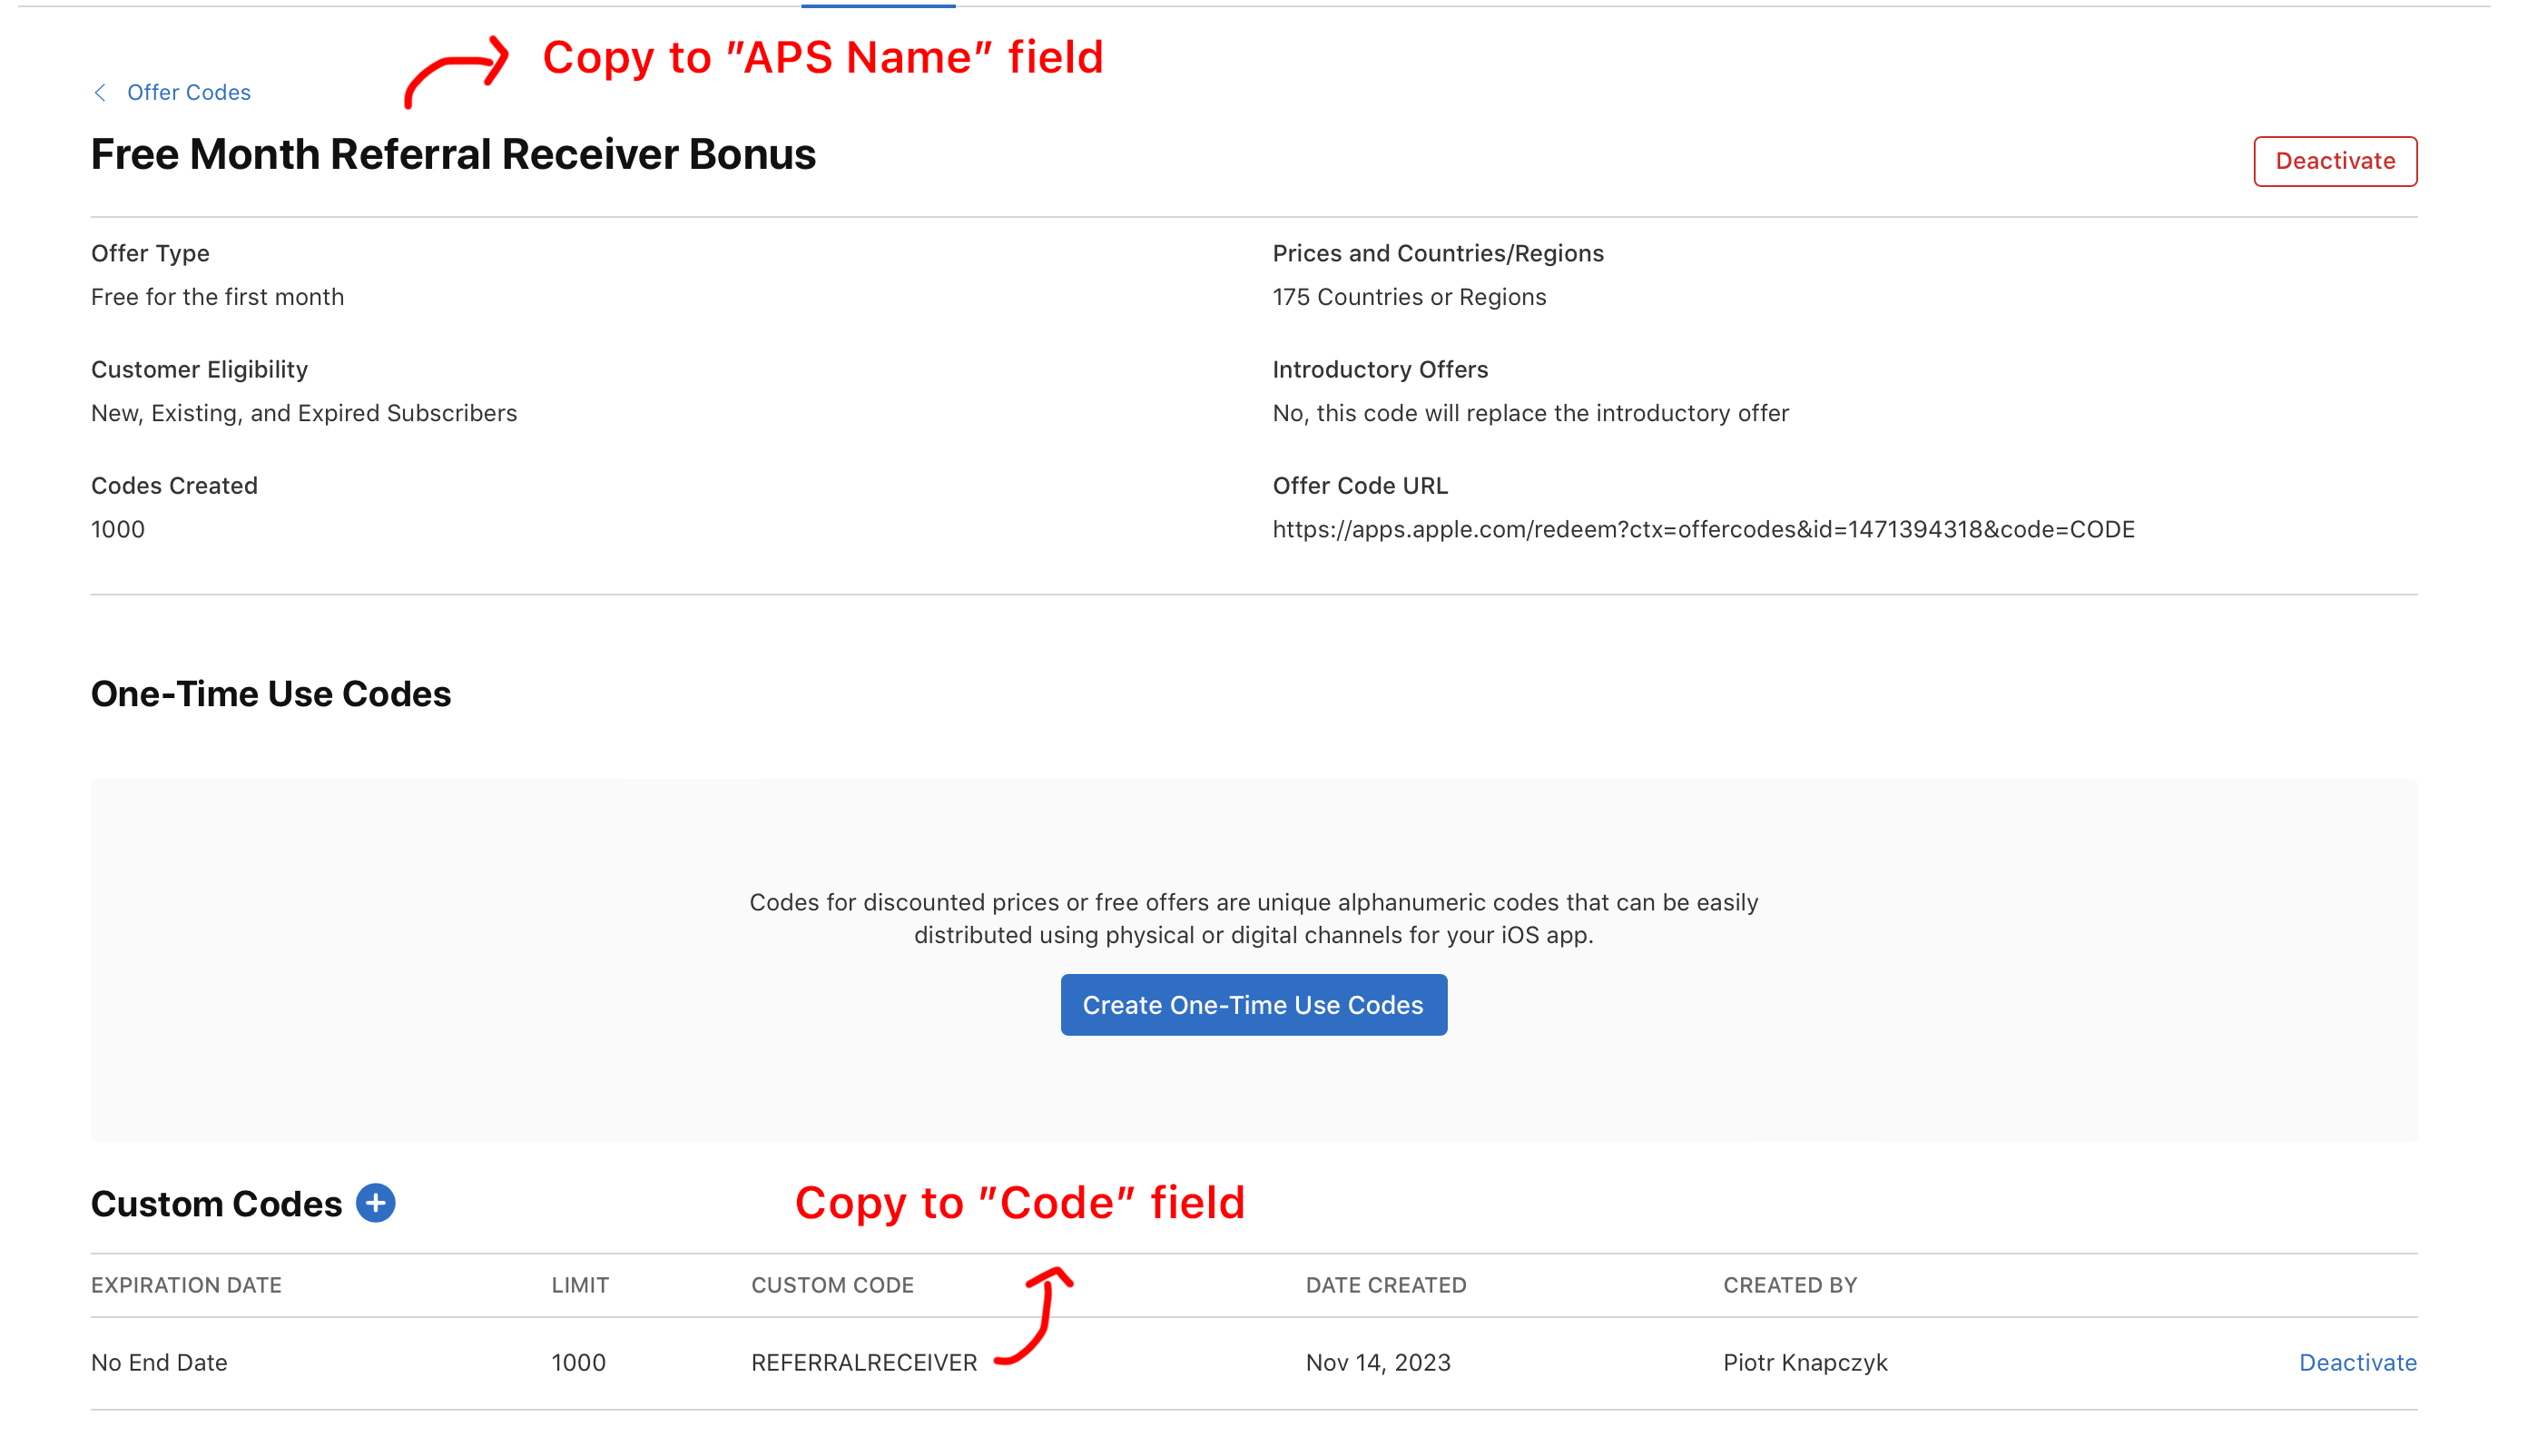 Copy to "APS Name" field
Offer Codes
Free Month Referral Receiver Bonus
Deactivate
Offer Type
Free for the first month
Prices and Countries/Regions
175 Countries or Regions
Customer Eligibility
New, Existing, and Expired Subscribers
Introductory Offers
No, this code will replace the introductory offer
Codes Created
1000
Offer Code URL
https://apps.apple.com/redeem?ctx=offercodes&id=1471394318&code=CODE
One-Time Use Codes
Codes for discounted prices or free offers are unique alphanumeric codes that can be easily
distributed using physical or digital channels for your iOS app.
Create One-Time Use Codes
Custom Codes
Copy to "Code" field
EXPIRATION DATE LIMIT CUSTOM CODE DATE CREATED CREATED BY
No End Date 1000 REFERRALRECEIVER Nov 14, 2023 Piotr Knapczyk Deactivate